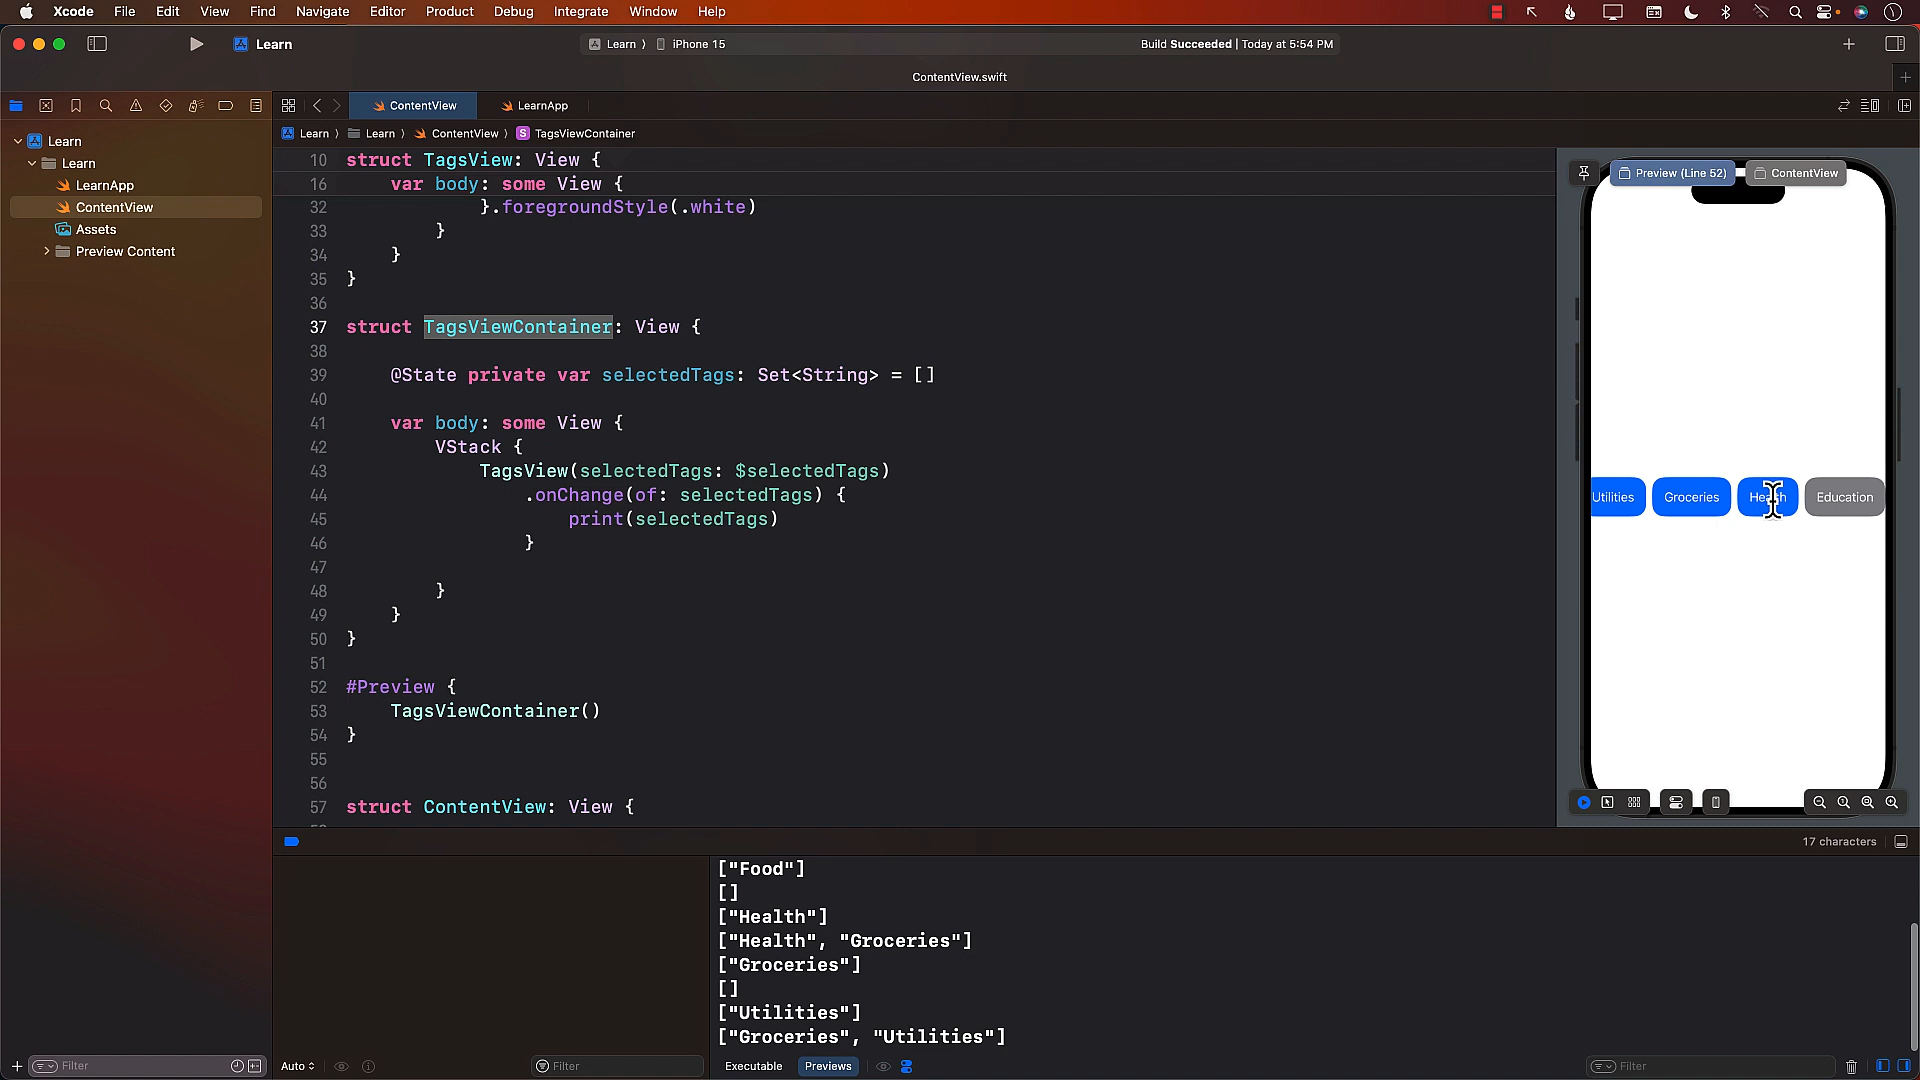 Xcode File Edit View Find Navigate Editor Product Debug Integrate Window Help
Learn
Learn ⟩ iPhone 15
Build Succeeded | Today at 5:54 PM
ContentView.swift
ContentView
LearnApp
Learn ⟩ Learn ⟩ ContentView ⟩ S TagsViewContainer
Learn
Learn
LearnApp
ContentView
Assets
Preview Content
10 struct TagsView: View {
16 var body: some View {
32 }.foregroundStyle(.white)
33 }
34 }
35 }
36
37 struct TagsViewContainer: View {
38
39 @State private var selectedTags: Set<String> = []
40
41 var body: some View {
42 VStack {
43 TagsView(selectedTags: $selectedTags)
44 .onChange(of: selectedTags) {
45 print(selectedTags)
46 }
47
48 }
49 }
50 }
51
52 #Preview {
53 TagsViewContainer()
54 }
55
56
57 struct ContentView: View {
Preview (Line 52)
ContentView
Utilities Groceries Health Education
17 characters
["Food"]
[]
["Health"]
["Health", "Groceries"]
["Groceries"]
[]
["Utilities"]
["Groceries", "Utilities"]
Filter
Auto
Filter
Executable Previews
Filter